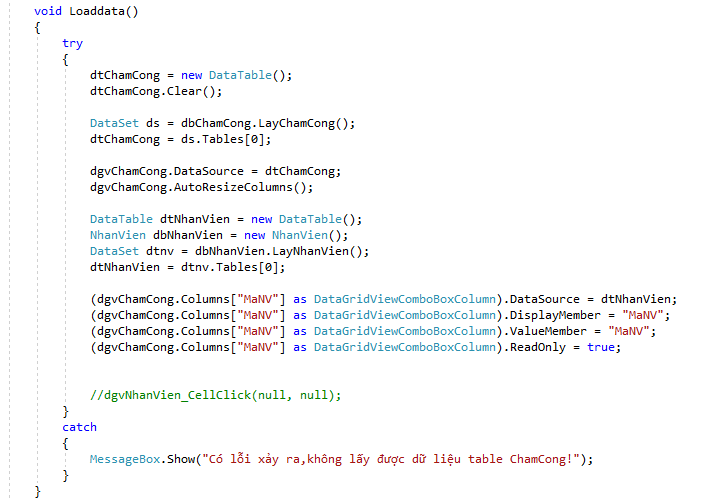 void Loaddata()
{
try
{
dtChamCong = new DataTable();
dtChamCong.Clear();
DataSet ds = dbChamCong.LayChamCong();
dtChamCong = ds.Tables[0];
dgvChamCong.DataSource = dtChamCong;
dgvChamCong.AutoResizeColumns();
DataTable dtNhanVien = new DataTable();
NhanVien dbNhanVien = new NhanVien();
DataSet dtnv = dbNhanVien.LayNhanVien();
dtNhanVien = dtnv.Tables[0];
(dgvChamCong.Columns["MaNV"] as DataGridViewComboBoxColumn).DataSource = dtNhanVien;
(dgvChamCong.Columns["MaNV"] as DataGridViewComboBoxColumn).DisplayMember = "MaNV";
(dgvChamCong.Columns["MaNV"] as DataGridViewComboBoxColumn).ValueMember = "MaNV";
(dgvChamCong.Columns["MaNV"] as DataGridViewComboBoxColumn).ReadOnly = true;
//dgvNhanVien_CellClick(null, null);
}
catch
{
MessageBox.Show("Có lỗi xảy ra,không lấy được dữ liệu table ChamCong!");
}
}